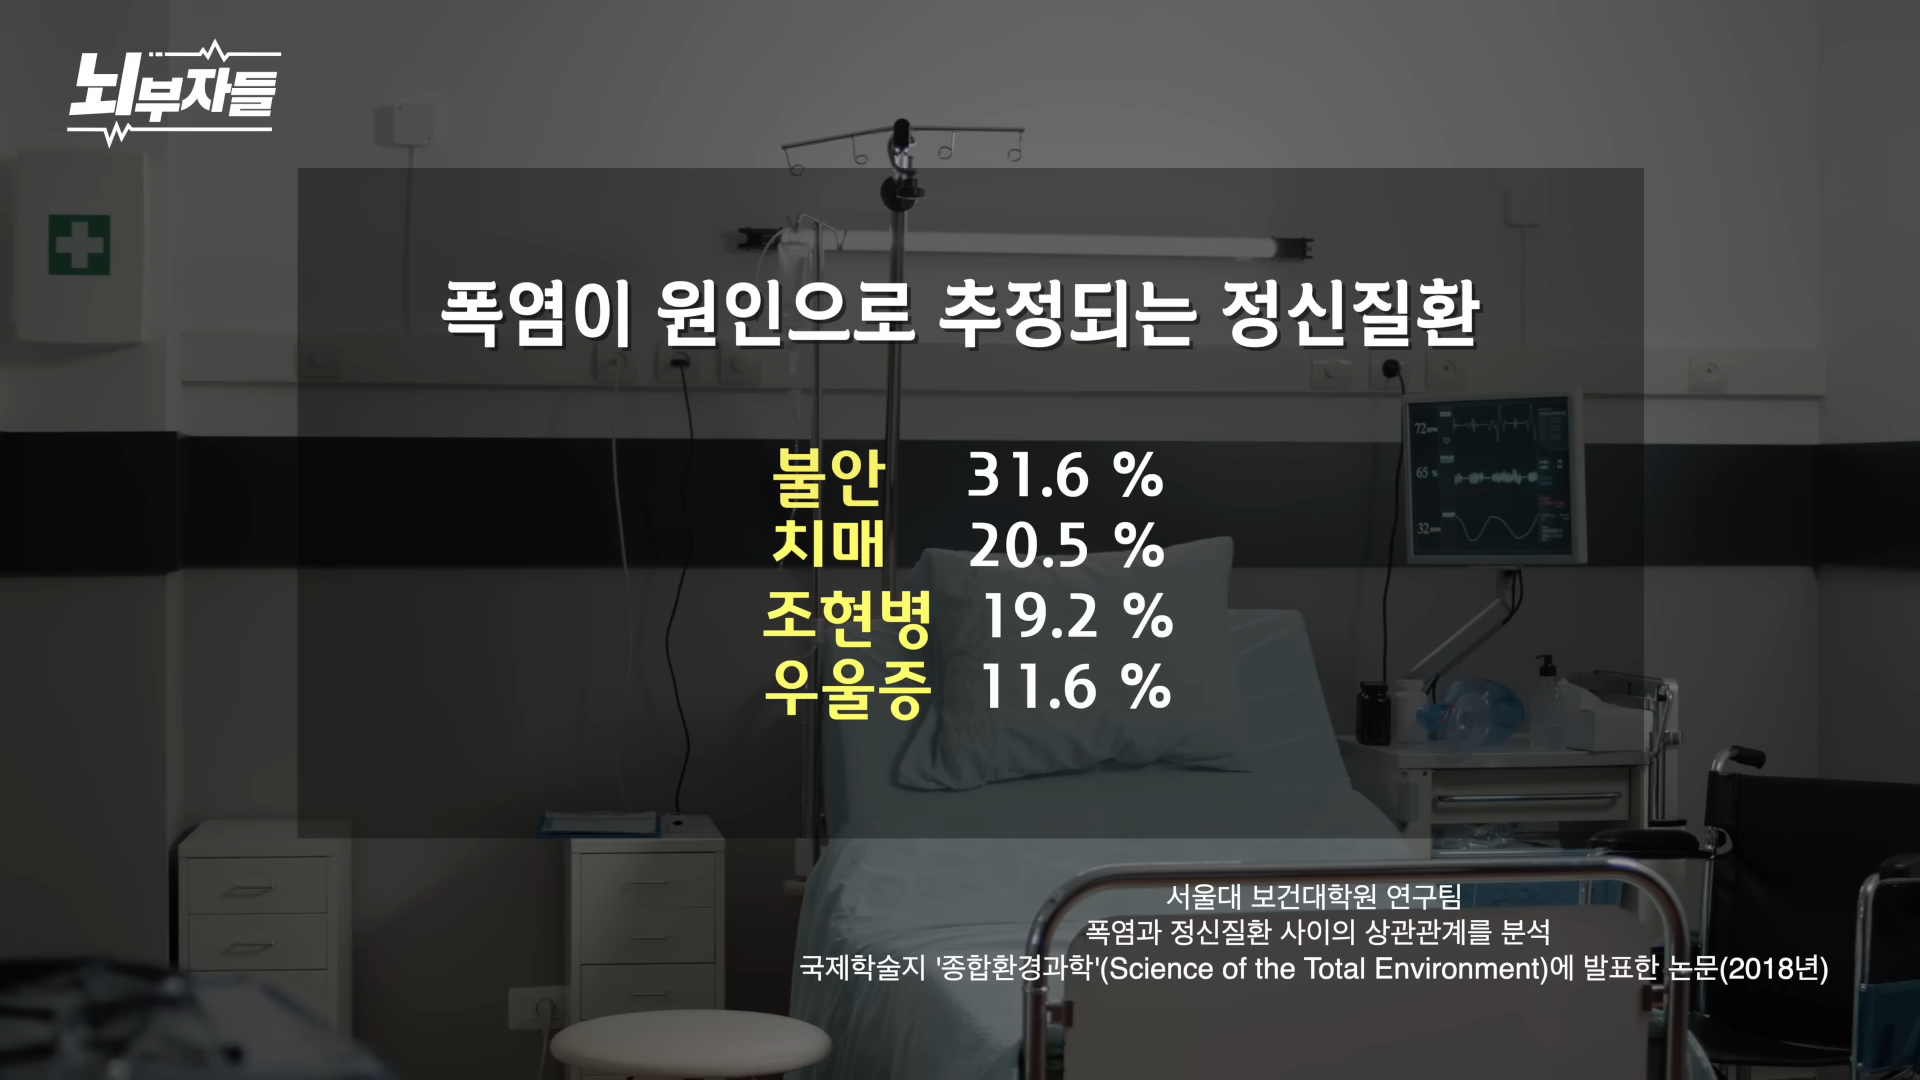 뇌부자들
폭염이 원인으로 추정되는 정신질환
불안 31.6 %
치매 20.5 %
조현병 19.2 %
우울증 11.6 %
72
65 %
32
서울대 보건대학원 연구팀
폭염과 정신질환 사이의 상관관계를 분석
국제학술지 '종합환경과학'(Science of the Total Environment)에 발표한 논문(2018년)